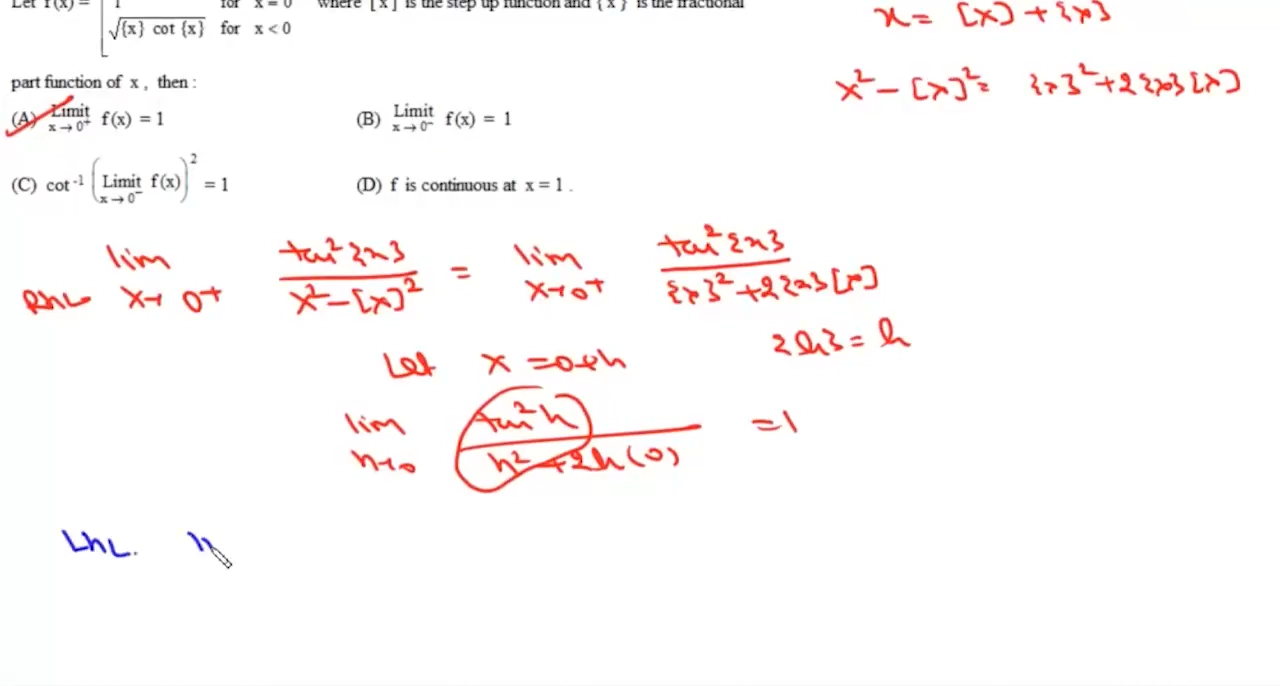 Let f(x) = 1 for x = 0 where [x] is the step up function and {x} is the fractional
√{x} cot {x} for x < 0
part function of x , then :
(A) Limit x→0⁺ f(x) = 1 (B) Limit x→0⁻ f(x) = 1
(C) cot⁻¹ (Limit x→0⁻ f(x))² = 1 (D) f is continuous at x = 1 .
x = [x] + {x}
x² − [x]² = {x}² + 2{x}[x]
RhL lim x→0+ tan²{x} / x² − [x]² = lim x→0+ tan²{x} / {x}² + 2{x}[x]
Let x = 0+h {h} = h
lim h→0 tan²h / h² + 2h(0) = 1
LhL.